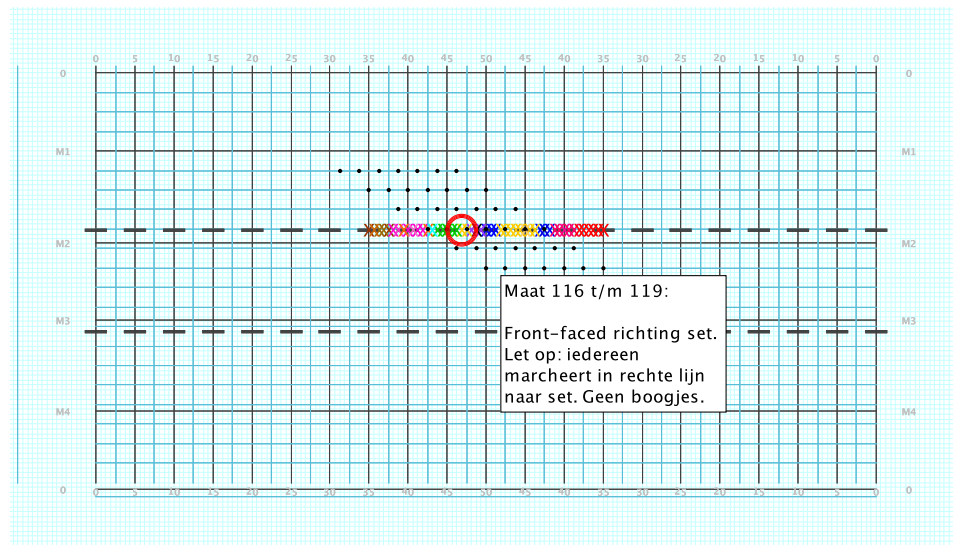 0 5 10 15 20 25 30 35 40 45 50 45 40 35 30 25 20 15 10 5 0
0 0
M1 M1
M2 M2
Maat 116 t/m 119:
M3 M3
Front-faced richting set.
Let op: iedereen
marcheert in rechte lijn
naar set. Geen boogjes.
M4 M4
0 0
0 5 10 15 20 25 30 35 40 45 50 45 40 35 30 25 20 15 10 5 0